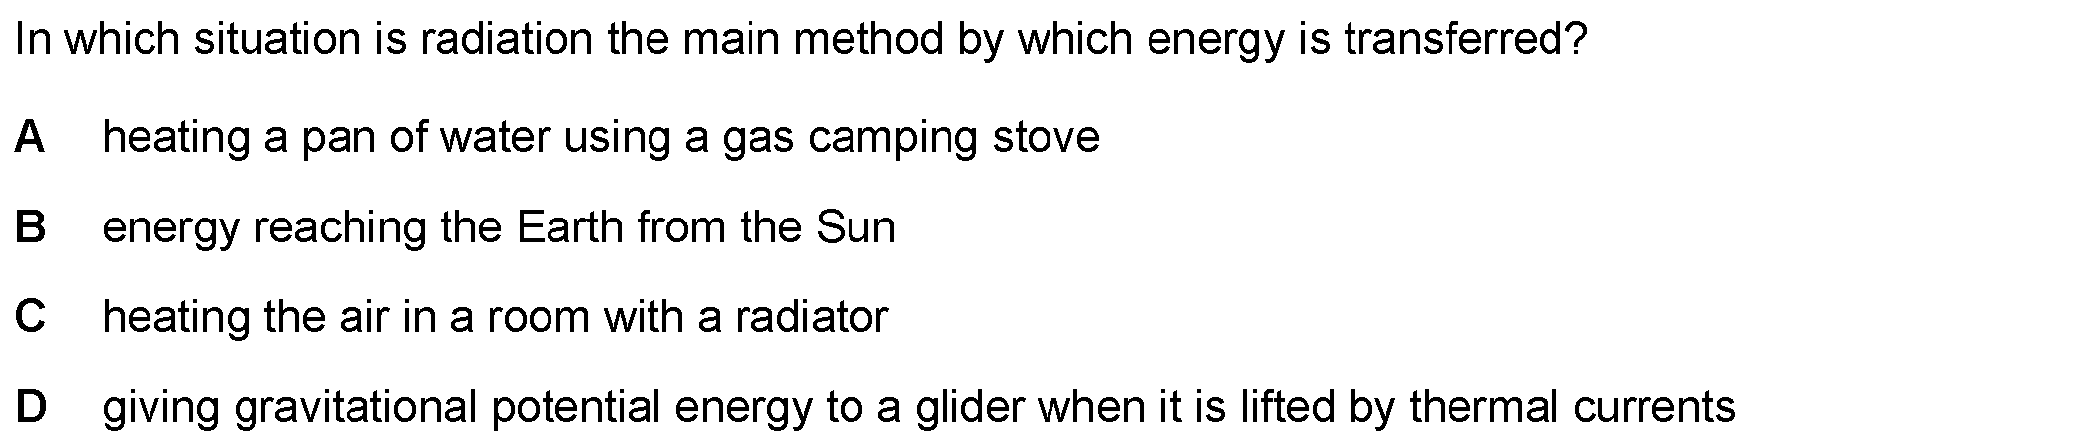 In which situation is radiation the main method by which energy is transferred?
A heating a pan of water using a gas camping stove
B energy reaching the Earth from the Sun
C heating the air in a room with a radiator
D giving gravitational potential energy to a glider when it is lifted by thermal currents